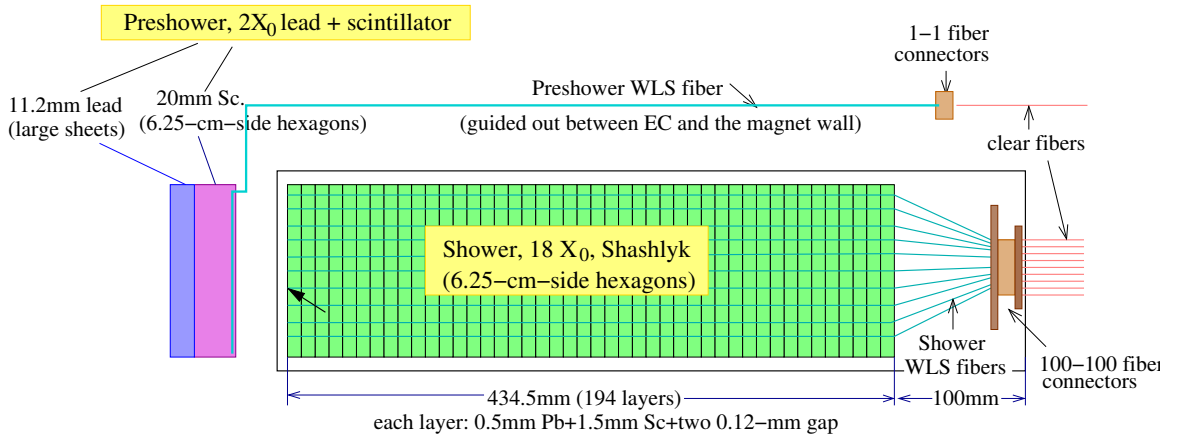 Preshower, 2X0 lead + scintillator
1−1 fiber
connectors
11.2mm lead
(large sheets)
20mm Sc.
(6.25−cm−side hexagons)
Preshower WLS fiber
(guided out between EC and the magnet wall)
clear fibers
Shower, 18 X0, Shashlyk
(6.25−cm−side hexagons)
Shower
WLS fibers
100−100 fiber
connectors
434.5mm (194 layers)
100mm
each layer: 0.5mm Pb+1.5mm Sc+two 0.12−mm gap